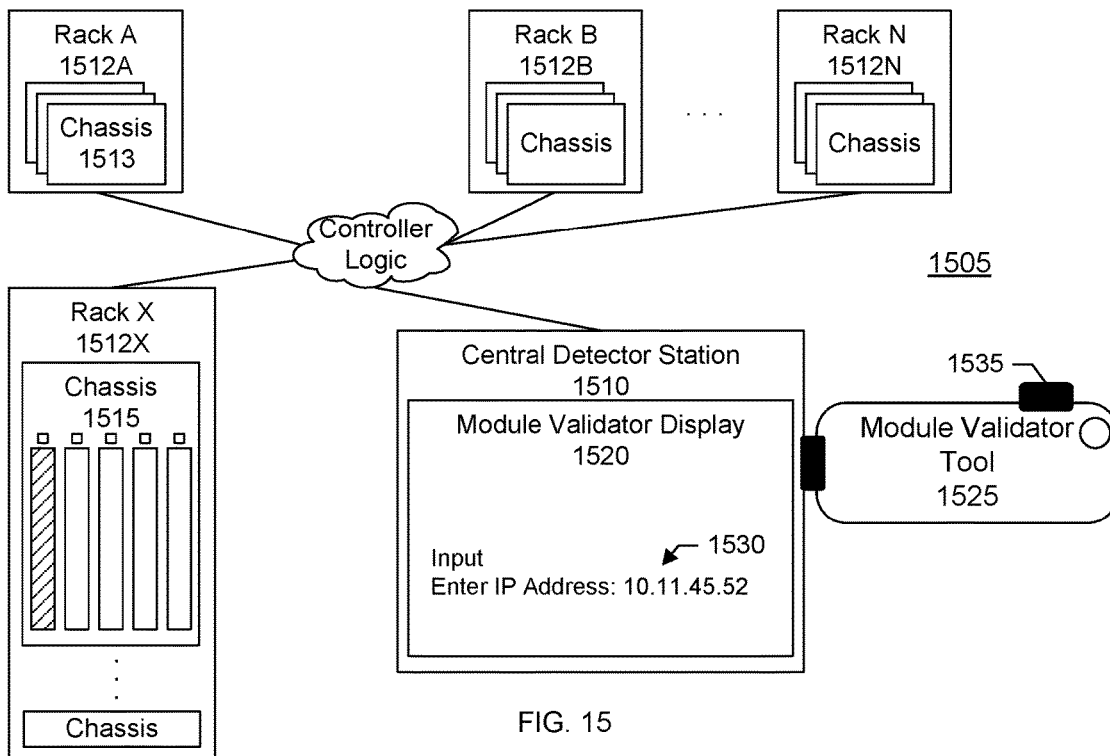 Rack A
1512A
Chassis
1513
Rack B
1512B
Chassis
. . .
Rack N
1512N
Chassis
Controller
Logic
1505
Rack X
1512X
Chassis
1515
.
.
.
Chassis
Central Detector Station
1510
Module Validator Display
1520
1530
Input
Enter IP Address: 10.11.45.52
1535
Module Validator
Tool
1525
FIG. 15